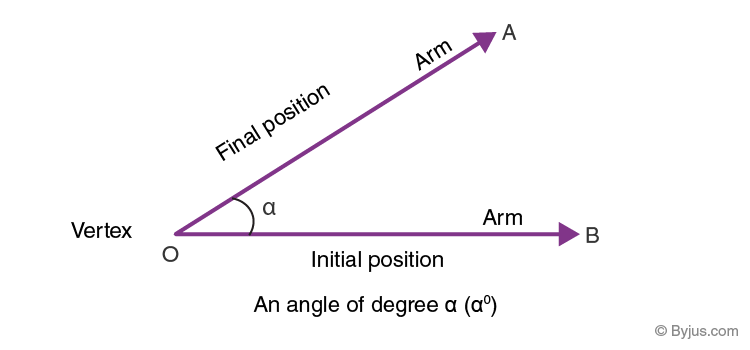 A
Arm
Final position
α
Vertex
Arm
B
O
Initial position
An angle of degree α (α⁰)
© Byjus.com